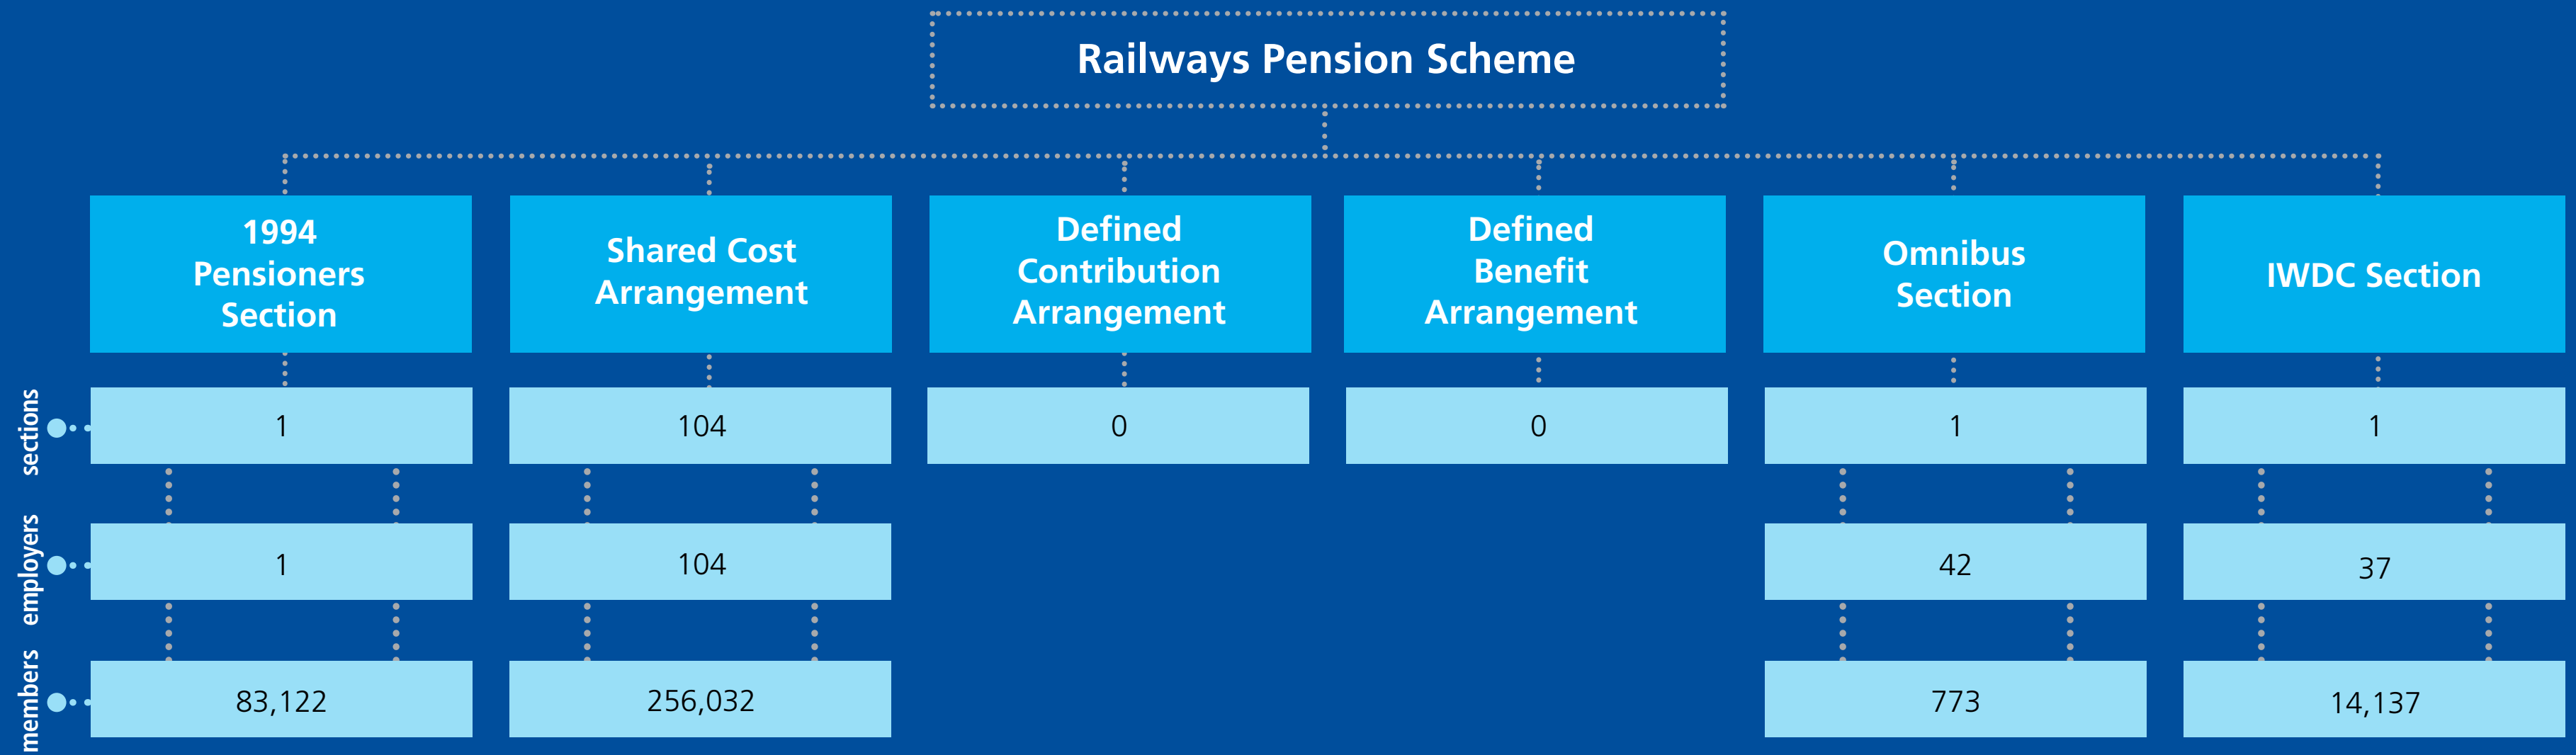 Railways Pension Scheme
1994
Pensioners
Section
Shared Cost
Arrangement
Defined
Contribution
Arrangement
Defined
Benefit
Arrangement
Omnibus
Section
IWDC Section
sections
1
104
0
0
1
1
employers
1
104
42
37
members
83,122
256,032
773
14,137